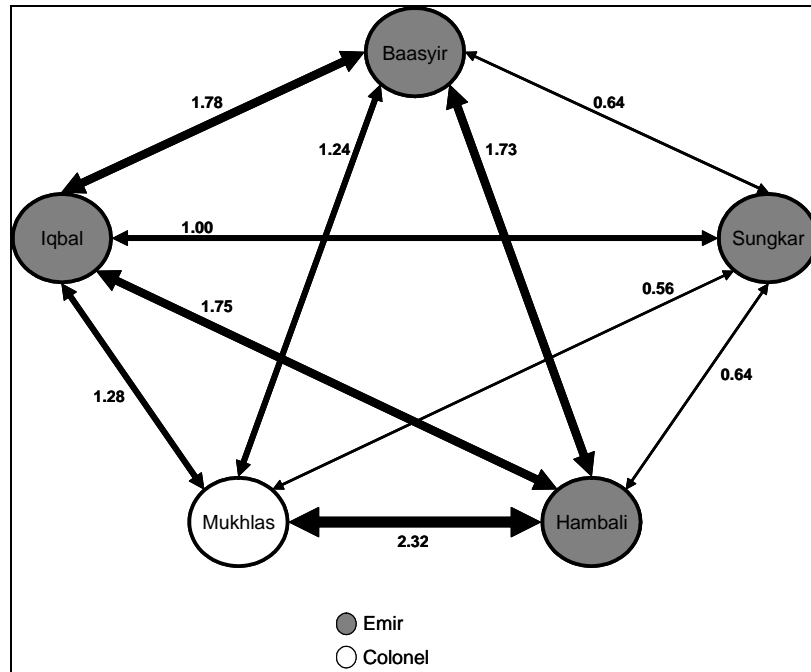 Baasyir
1.78
0.64
1.24
1.73
Iqbal
1.00
Sungkar
0.56
1.75
0.64
1.28
Mukhlas
Hambali
2.32
Emir
Colonel